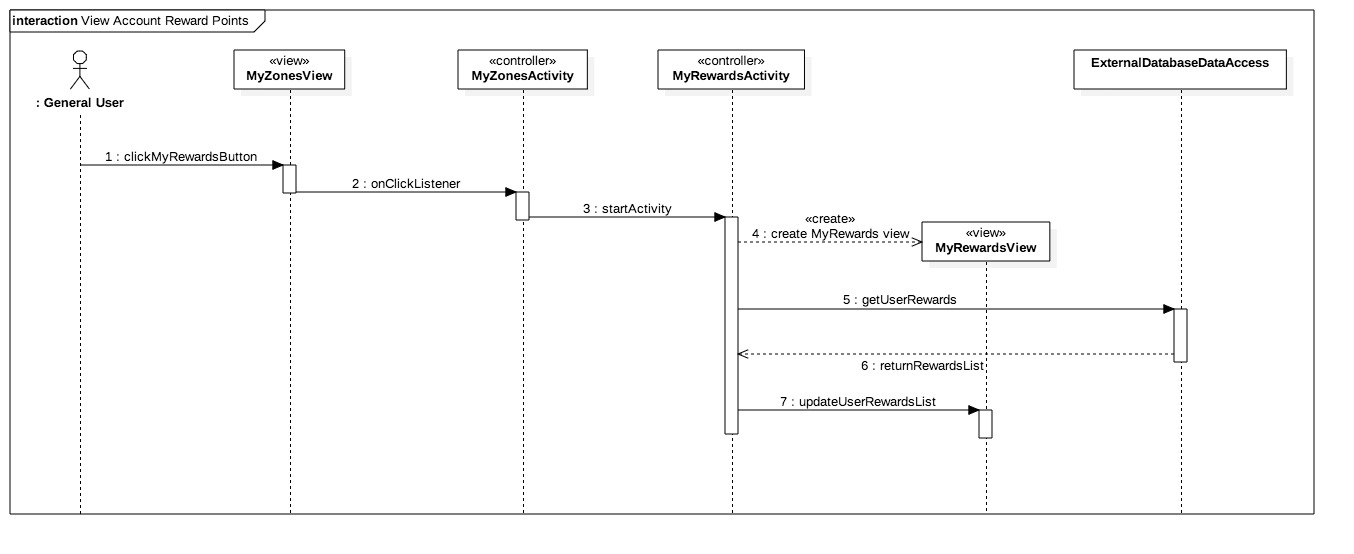 interaction View Account Reward Points
: General User
«view»
MyZonesView
«controller»
MyZonesActivity
«controller»
MyRewardsActivity
ExternalDatabaseDataAccess
1 : clickMyRewardsButton
2 : onClickListener
3 : startActivity
«create»
4 : create MyRewards view
«view»
MyRewardsView
5 : getUserRewards
6 : returnRewardsList
7 : updateUserRewardsList